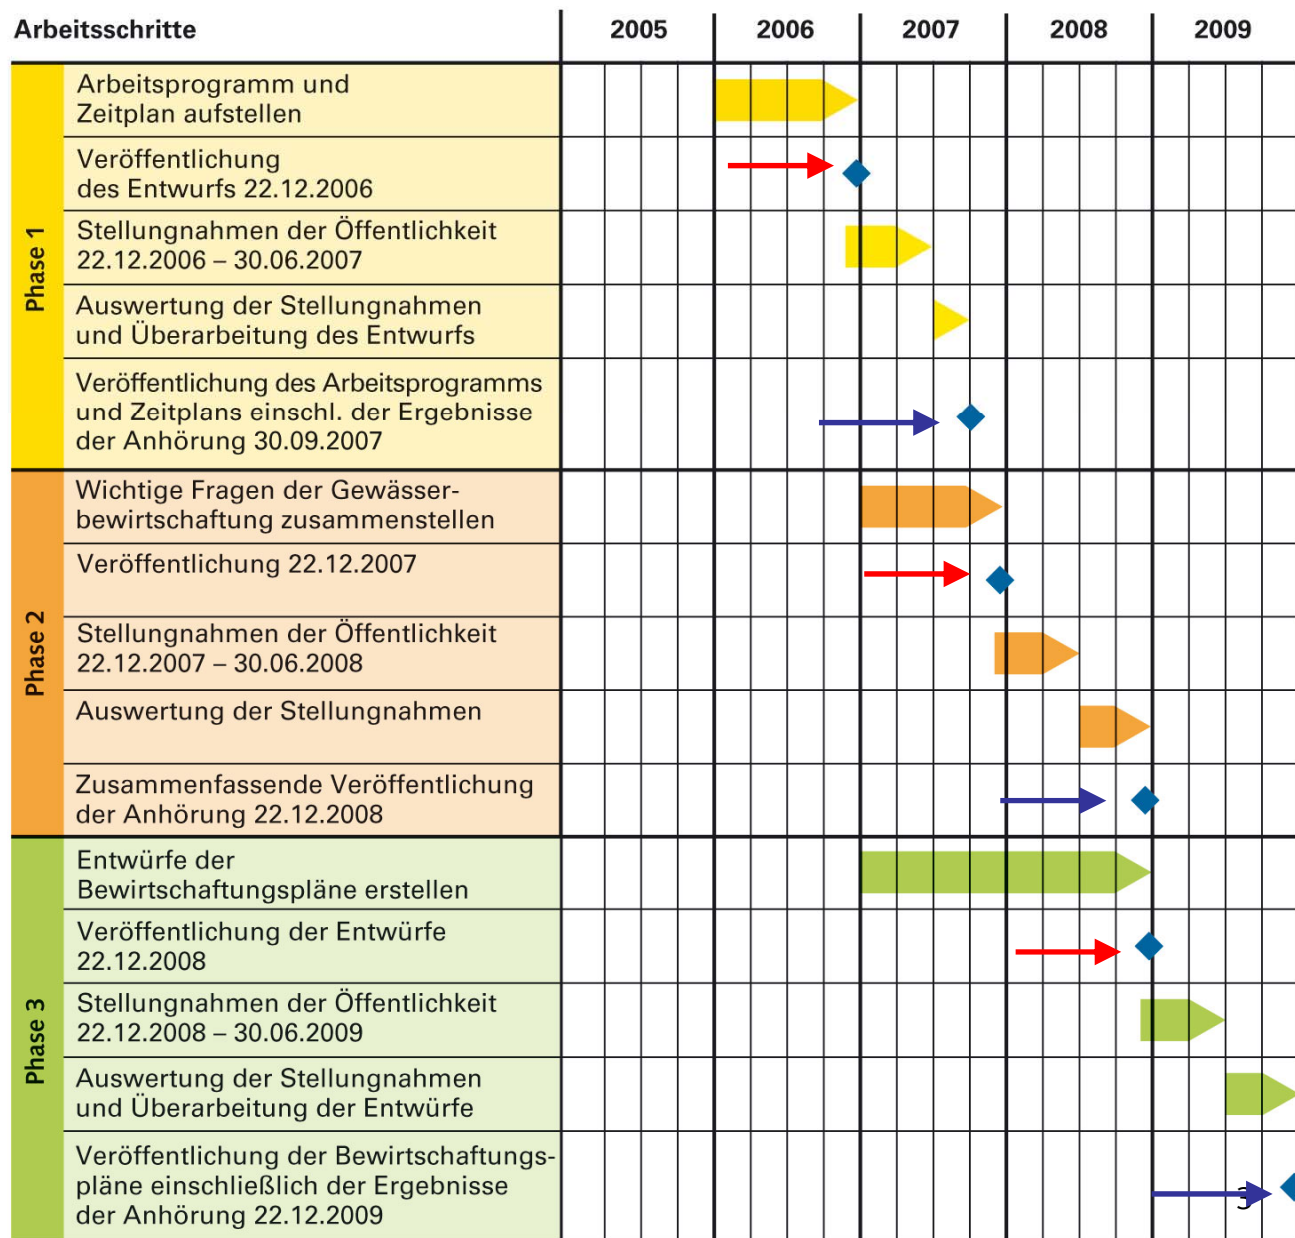 Arbeitsschritte 2005 2006 2007 2008 2009
Phase 1
Arbeitsprogramm und
Zeitplan aufstellen
Veröffentlichung
des Entwurfs 22.12.2006
Stellungnahmen der Öffentlichkeit
22.12.2006 – 30.06.2007
Auswertung der Stellungnahmen
und Überarbeitung des Entwurfs
Veröffentlichung des Arbeitsprogramms
und Zeitplans einschl. der Ergebnisse
der Anhörung 30.09.2007
Phase 2
Wichtige Fragen der Gewässer-
bewirtschaftung zusammenstellen
Veröffentlichung 22.12.2007
Stellungnahmen der Öffentlichkeit
22.12.2007 – 30.06.2008
Auswertung der Stellungnahmen
Zusammenfassende Veröffentlichung
der Anhörung 22.12.2008
Phase 3
Entwürfe der
Bewirtschaftungspläne erstellen
Veröffentlichung der Entwürfe
22.12.2008
Stellungnahmen der Öffentlichkeit
22.12.2008 – 30.06.2009
Auswertung der Stellungnahmen
und Überarbeitung der Entwürfe
Veröffentlichung der Bewirtschaftungs-
pläne einschließlich der Ergebnisse
der Anhörung 22.12.2009
3